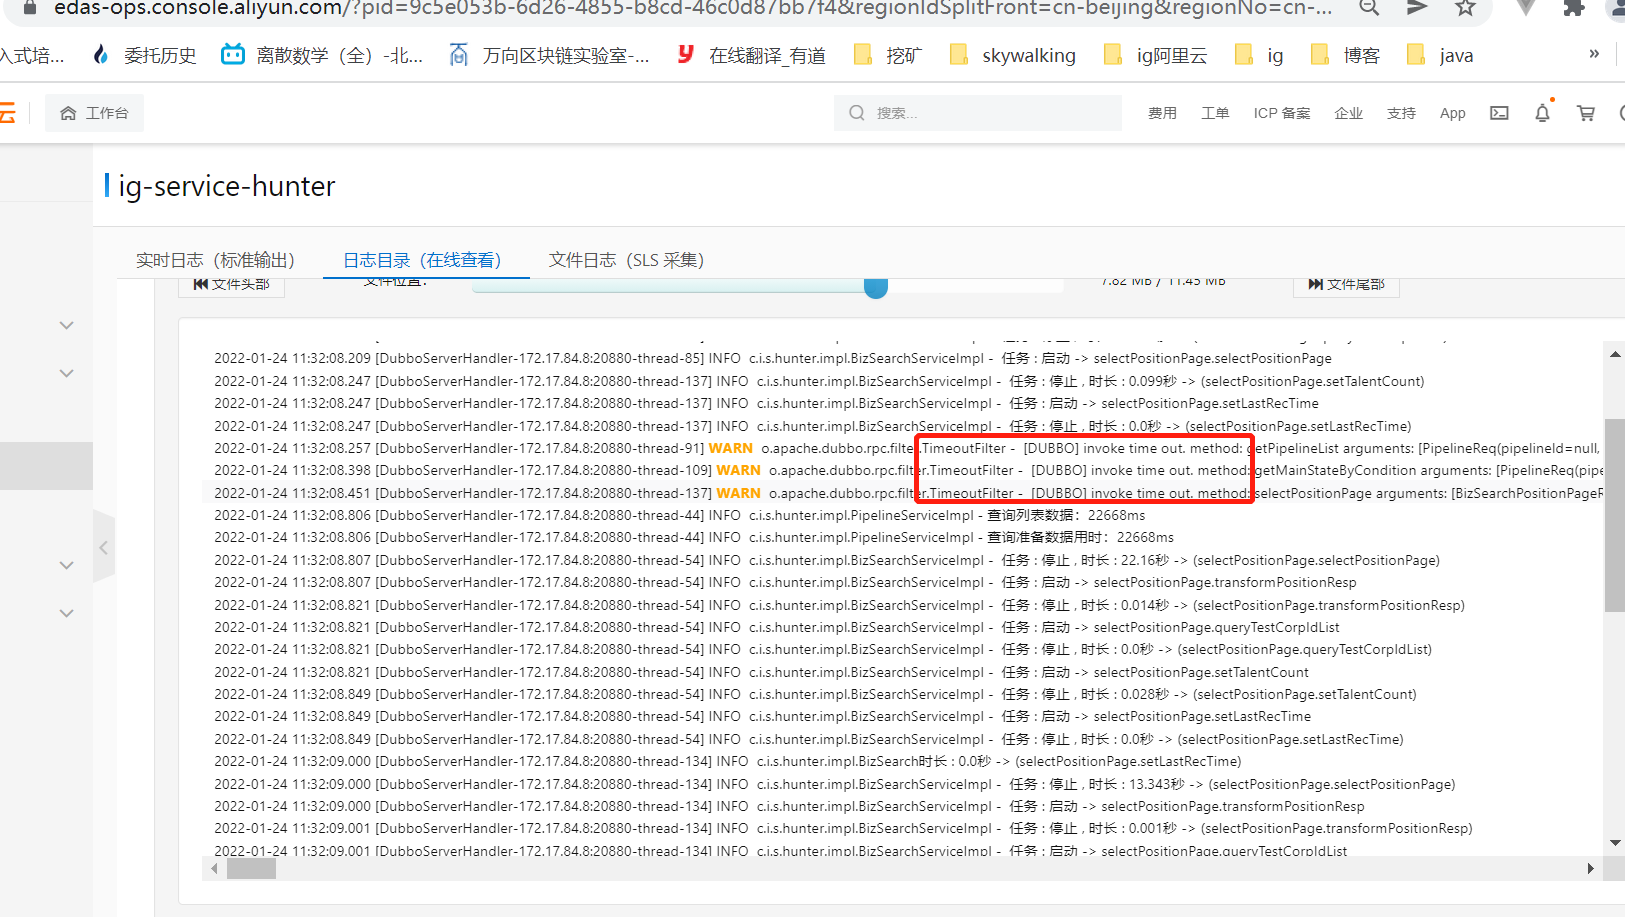 edas-ops.console.aliyun.com/?pid=9c5e053b-6d26-4855-b8cd-46c0d87bb7f4&regionIdSplitFront=cn-beijing&regionNo=cn-...
入式培... 委托历史 离散数学（全）-北... 万向区块链实验室-... 在线翻译_有道 挖矿 skywalking ig阿里云 ig 博客 java »
云 工作台 搜索... 费用 工单 ICP 备案 企业 支持 App
ig-service-hunter
实时日志（标准输出） 日志目录（在线查看） 文件日志（SLS 采集）
文件头部 文件位置： 7.82 MB / 11.45 MB 文件尾部
2022-01-24 11:32:08.209 [DubboServerHandler-172.17.84.8:20880-thread-85] INFO c.i.s.hunter.impl.BizSearchServiceImpl - 任务 : 启动 -> selectPositionPage.selectPositionPage
2022-01-24 11:32:08.247 [DubboServerHandler-172.17.84.8:20880-thread-137] INFO c.i.s.hunter.impl.BizSearchServiceImpl - 任务 : 停止 , 时长 : 0.099秒 -> (selectPositionPage.setTalentCount)
2022-01-24 11:32:08.247 [DubboServerHandler-172.17.84.8:20880-thread-137] INFO c.i.s.hunter.impl.BizSearchServiceImpl - 任务 : 启动 -> selectPositionPage.setLastRecTime
2022-01-24 11:32:08.247 [DubboServerHandler-172.17.84.8:20880-thread-137] INFO c.i.s.hunter.impl.BizSearchServiceImpl - 任务 : 停止 , 时长 : 0.0秒 -> (selectPositionPage.setLastRecTime)
2022-01-24 11:32:08.257 [DubboServerHandler-172.17.84.8:20880-thread-91] WARN o.apache.dubbo.rpc.filter.TimeoutFilter - [DUBBO] invoke time out. method: getPipelineList arguments: [PipelineReq(pipelineId=null,
2022-01-24 11:32:08.398 [DubboServerHandler-172.17.84.8:20880-thread-109] WARN o.apache.dubbo.rpc.filter.TimeoutFilter - [DUBBO] invoke time out. method: getMainStateByCondition arguments: [PipelineReq(pipe
2022-01-24 11:32:08.451 [DubboServerHandler-172.17.84.8:20880-thread-137] WARN o.apache.dubbo.rpc.filter.TimeoutFilter - [DUBBO] invoke time out. method: selectPositionPage arguments: [BizSearchPositionPageR
2022-01-24 11:32:08.806 [DubboServerHandler-172.17.84.8:20880-thread-44] INFO c.i.s.hunter.impl.PipelineServiceImpl - 查询列表数据： 22668ms
2022-01-24 11:32:08.806 [DubboServerHandler-172.17.84.8:20880-thread-44] INFO c.i.s.hunter.impl.PipelineServiceImpl - 查询准备数据用时： 22668ms
2022-01-24 11:32:08.807 [DubboServerHandler-172.17.84.8:20880-thread-54] INFO c.i.s.hunter.impl.BizSearchServiceImpl - 任务 : 停止 , 时长 : 22.16秒 -> (selectPositionPage.selectPositionPage)
2022-01-24 11:32:08.807 [DubboServerHandler-172.17.84.8:20880-thread-54] INFO c.i.s.hunter.impl.BizSearchServiceImpl - 任务 : 启动 -> selectPositionPage.transformPositionResp
2022-01-24 11:32:08.821 [DubboServerHandler-172.17.84.8:20880-thread-54] INFO c.i.s.hunter.impl.BizSearchServiceImpl - 任务 : 停止 , 时长 : 0.014秒 -> (selectPositionPage.transformPositionResp)
2022-01-24 11:32:08.821 [DubboServerHandler-172.17.84.8:20880-thread-54] INFO c.i.s.hunter.impl.BizSearchServiceImpl - 任务 : 启动 -> selectPositionPage.queryTestCorpIdList
2022-01-24 11:32:08.821 [DubboServerHandler-172.17.84.8:20880-thread-54] INFO c.i.s.hunter.impl.BizSearchServiceImpl - 任务 : 停止 , 时长 : 0.0秒 -> (selectPositionPage.queryTestCorpIdList)
2022-01-24 11:32:08.821 [DubboServerHandler-172.17.84.8:20880-thread-54] INFO c.i.s.hunter.impl.BizSearchServiceImpl - 任务 : 启动 -> selectPositionPage.setTalentCount
2022-01-24 11:32:08.849 [DubboServerHandler-172.17.84.8:20880-thread-54] INFO c.i.s.hunter.impl.BizSearchServiceImpl - 任务 : 停止 , 时长 : 0.028秒 -> (selectPositionPage.setTalentCount)
2022-01-24 11:32:08.849 [DubboServerHandler-172.17.84.8:20880-thread-54] INFO c.i.s.hunter.impl.BizSearchServiceImpl - 任务 : 启动 -> selectPositionPage.setLastRecTime
2022-01-24 11:32:08.849 [DubboServerHandler-172.17.84.8:20880-thread-54] INFO c.i.s.hunter.impl.BizSearchServiceImpl - 任务 : 停止 , 时长 : 0.0秒 -> (selectPositionPage.setLastRecTime)
2022-01-24 11:32:09.000 [DubboServerHandler-172.17.84.8:20880-thread-134] INFO c.i.s.hunter.impl.BizSearch时长 : 0.0秒 -> (selectPositionPage.setLastRecTime)
2022-01-24 11:32:09.000 [DubboServerHandler-172.17.84.8:20880-thread-134] INFO c.i.s.hunter.impl.BizSearchServiceImpl - 任务 : 停止 , 时长 : 13.343秒 -> (selectPositionPage.selectPositionPage)
2022-01-24 11:32:09.000 [DubboServerHandler-172.17.84.8:20880-thread-134] INFO c.i.s.hunter.impl.BizSearchServiceImpl - 任务 : 启动 -> selectPositionPage.transformPositionResp
2022-01-24 11:32:09.001 [DubboServerHandler-172.17.84.8:20880-thread-134] INFO c.i.s.hunter.impl.BizSearchServiceImpl - 任务 : 停止 , 时长 : 0.001秒 -> (selectPositionPage.transformPositionResp)
2022-01-24 11:32:09.001 [DubboServerHandler-172.17.84.8:20880-thread-134] INFO c.i.s.hunter.impl.BizSearchServiceImpl - 任务 : 启动 -> selectPositionPage.queryTestCorpIdList